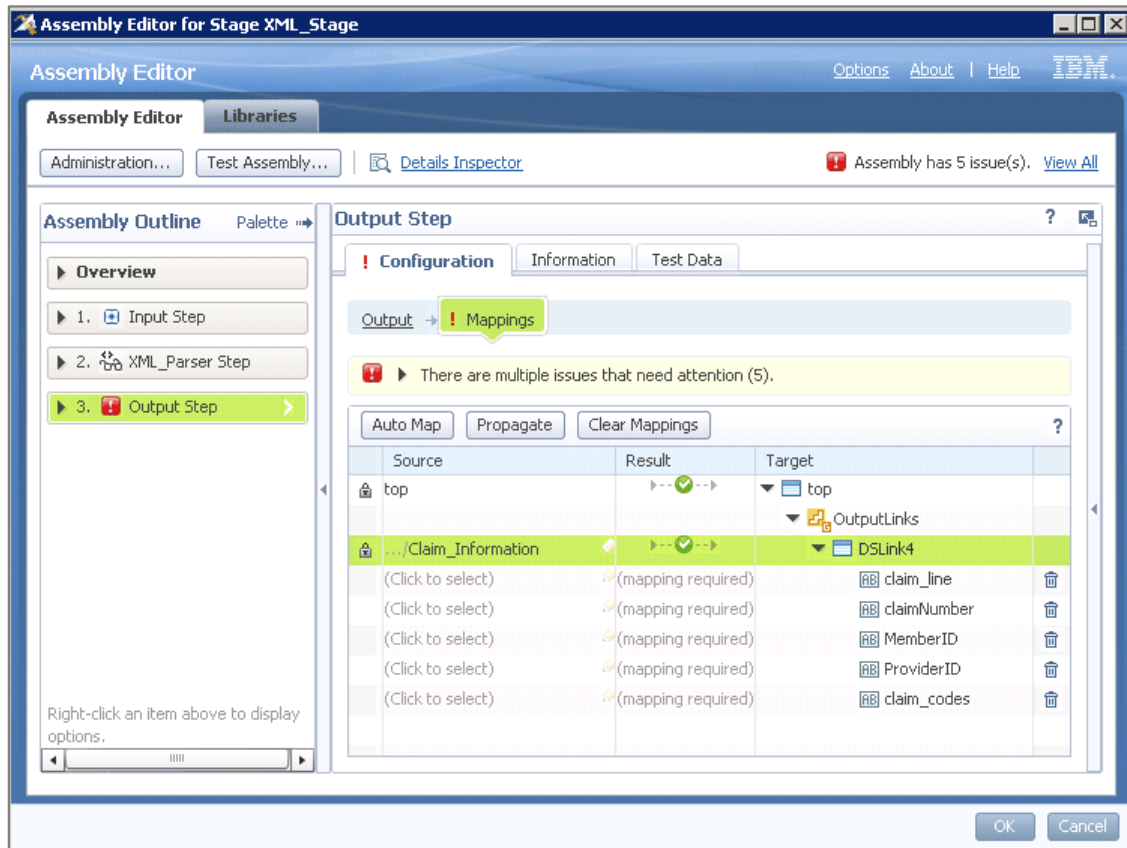 Assembly Editor for Stage XML_Stage
Assembly Editor
Options About | Help IBM.
Assembly Editor Libraries
Administration... Test Assembly... Details Inspector Assembly has 5 issue(s). View All
Assembly Outline Palette
Overview
1. Input Step
2. XML_Parser Step
3. Output Step
Right-click an item above to display
options.
Output Step ?
! Configuration Information Test Data
Output ! Mappings
! There are multiple issues that need attention (5).
Auto Map Propagate Clear Mappings ?
Source Result Target
top top
OutputLinks
.../Claim_Information DSLink4
(Click to select) (mapping required) AB claim_line
(Click to select) (mapping required) AB claimNumber
(Click to select) (mapping required) AB MemberID
(Click to select) (mapping required) AB ProviderID
(Click to select) (mapping required) AB claim_codes
OK Cancel